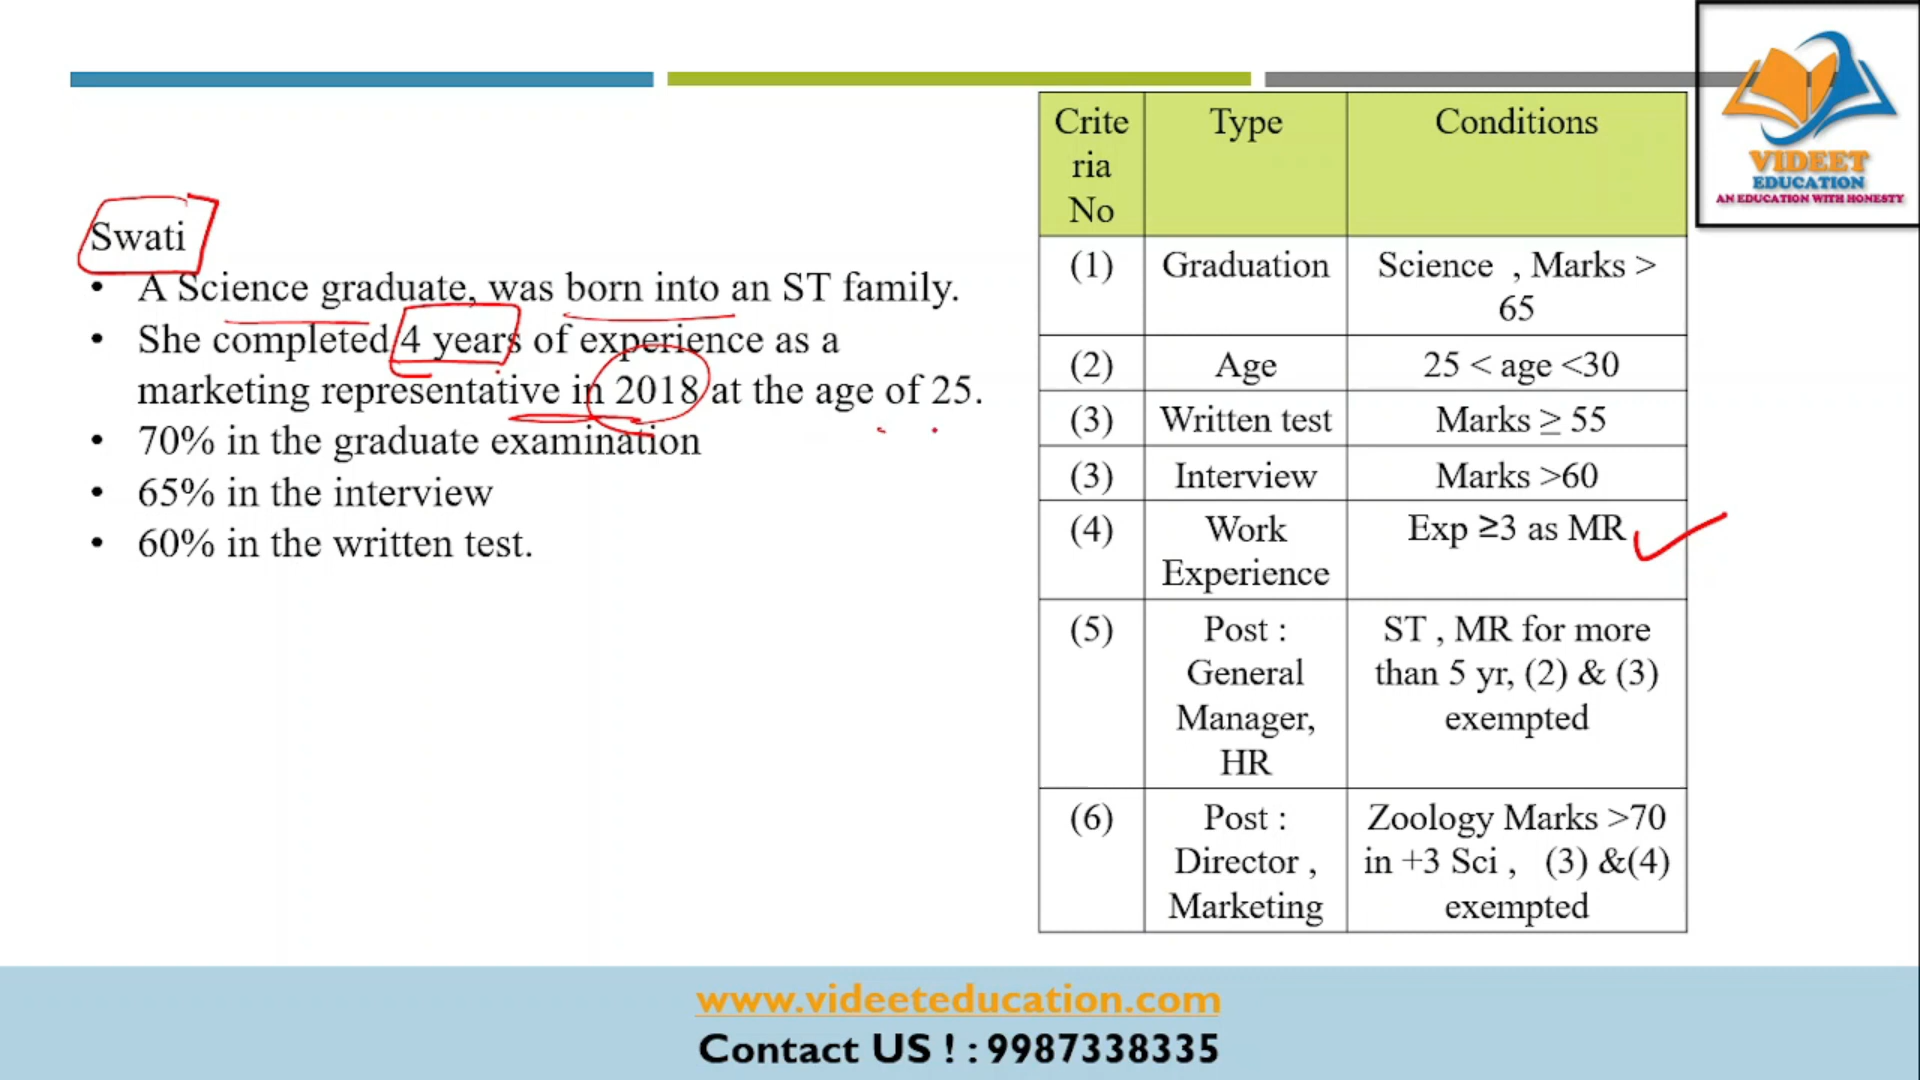 VIDEET
EDUCATION
AN EDUCATION WITH HONESTY
Swati
• A Science graduate, was born into an ST family.
• She completed 4 years of experience as a
marketing representative in 2018 at the age of 25.
• 70% in the graduate examination
• 65% in the interview
• 60% in the written test.
Crite
ria
No
Type
Conditions
(1)
Graduation
Science , Marks >
65
(2)
Age
25 < age <30
(3)
Written test
Marks ≥ 55
(3)
Interview
Marks >60
(4)
Work
Experience
Exp ≥3 as MR
(5)
Post :
General
Manager,
HR
ST , MR for more
than 5 yr, (2) & (3)
exempted
(6)
Post :
Director ,
Marketing
Zoology Marks >70
in +3 Sci , (3) &(4)
exempted
www.videeteducation.com
Contact US ! : 9987338335